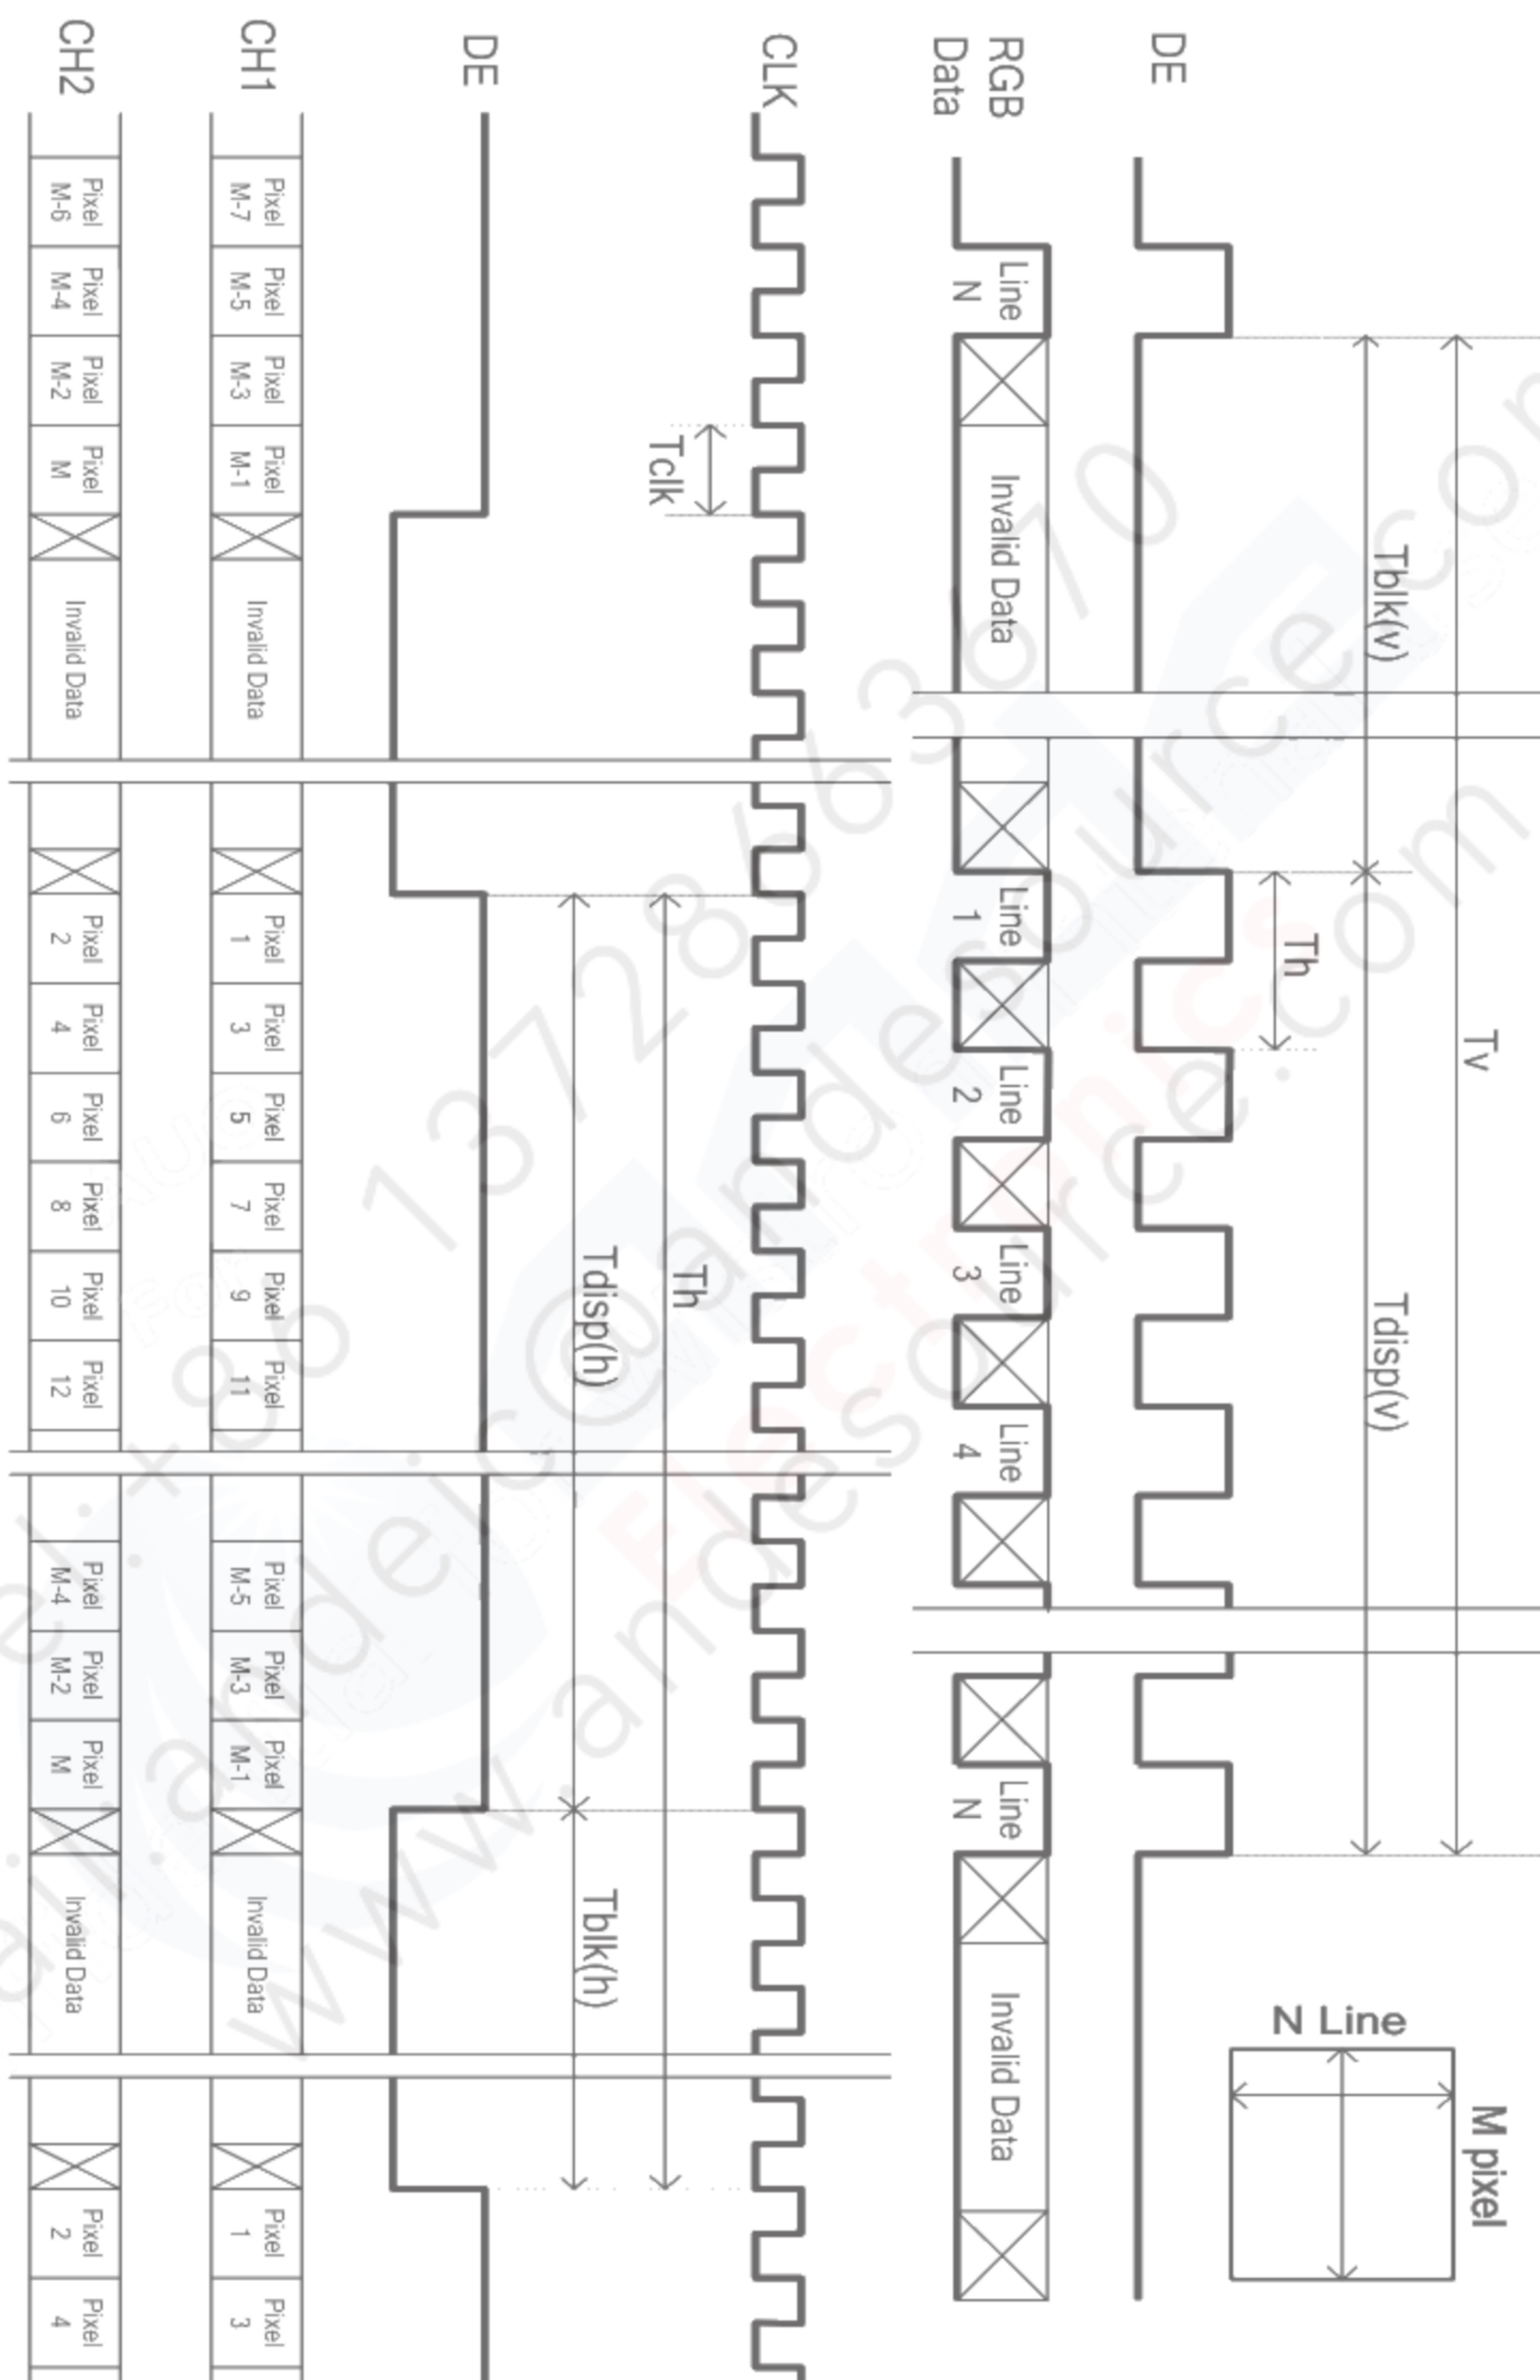 Tv
Tblk(v)
Tdisp(v)
Th
M pixel
N Line
DE
RGB
Data
Line
N
Invalid Data
Line
1
Line
2
Line
3
Line
4
Line
N
Invalid Data
CLK
Tclk
Th
Tdisp(h)
Tblk(h)
DE
CH1
Pixel
M-7
Pixel
M-5
Pixel
M-3
Pixel
M-1
Invalid Data
Pixel
1
Pixel
3
Pixel
5
Pixel
7
Pixel
9
Pixel
11
Pixel
M-5
Pixel
M-3
Pixel
M-1
Invalid Data
Pixel
1
Pixel
3
CH2
Pixel
M-6
Pixel
M-4
Pixel
M-2
Pixel
M
Invalid Data
Pixel
2
Pixel
4
Pixel
6
Pixel
8
Pixel
10
Pixel
12
Pixel
M-4
Pixel
M-2
Pixel
M
Invalid Data
Pixel
2
Pixel
4
www.andesource.com
Electronics